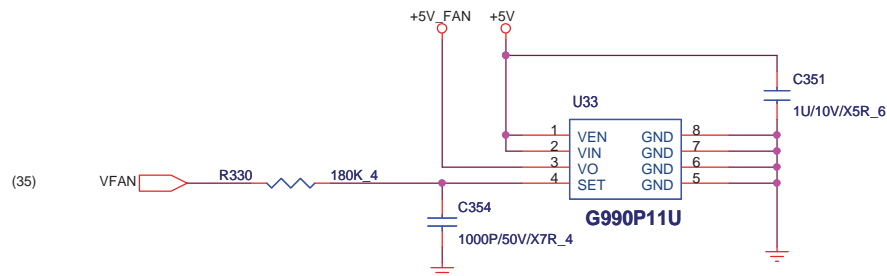 +5V_FAN +5V
C351
1U/10V/X5R_6
U33
1 VEN GND 8
2 VIN GND 7
3 VO GND 6
4 SET GND 5
G990P11U
(35) VFAN R330 180K_4
C354
1000P/50V/X7R_4